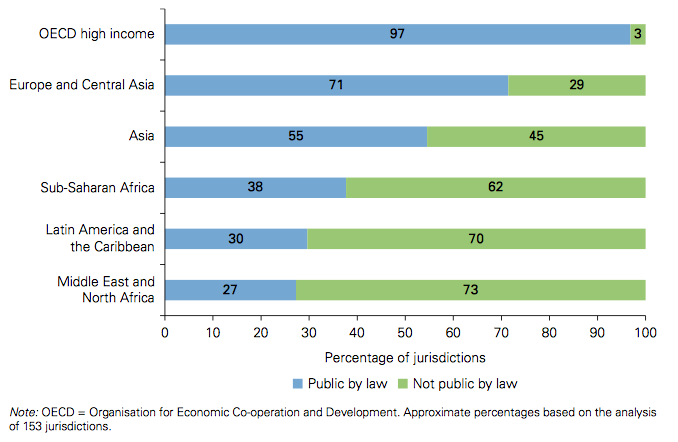 OECD high income
97
3
Europe and Central Asia
71
29
Asia
55
45
Sub-Saharan Africa
38
62
Latin America and
the Caribbean
30
70
Middle East and
North Africa
27
73
0 10 20 30 40 50 60 70 80 90 100
Percentage of jurisdictions
Public by law Not public by law
Note: OECD = Organisation for Economic Co-operation and Development. Approximate percentages based on the analysis
of 153 jurisdictions.